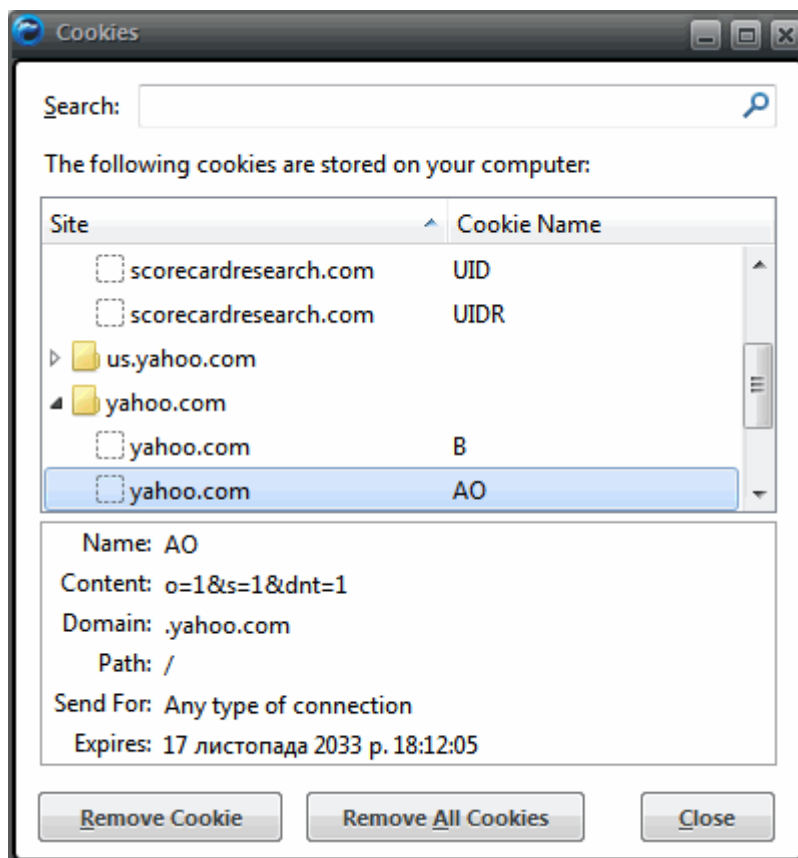 Cookies
Search:
The following cookies are stored on your computer:
Site Cookie Name
scorecardresearch.com UID
scorecardresearch.com UIDR
us.yahoo.com
yahoo.com
yahoo.com B
yahoo.com AO
Name: AO
Content: o=1&s=1&dnt=1
Domain: .yahoo.com
Path: /
Send For: Any type of connection
Expires: 17 листопада 2033 р. 18:12:05
Remove Cookie Remove All Cookies Close